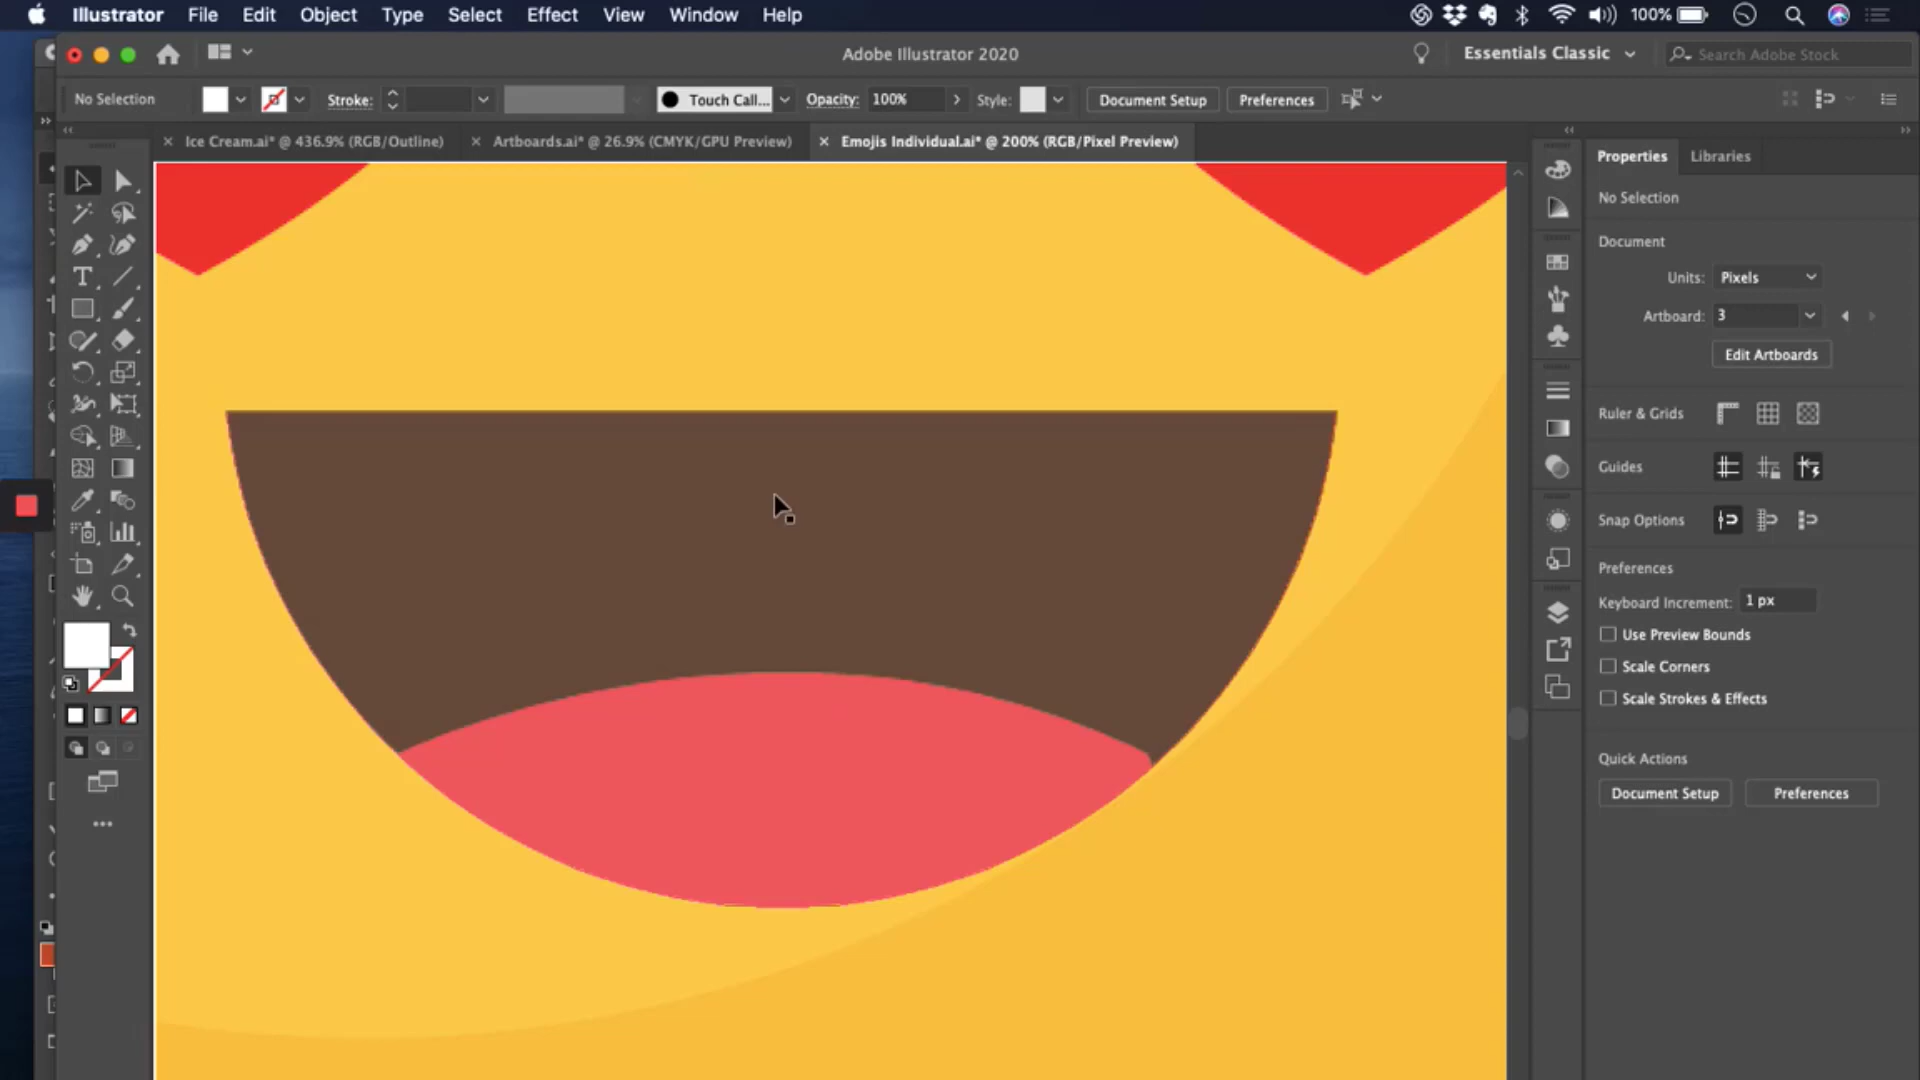 Illustrator File Edit Object Type Select Effect View Window Help 100%
Adobe Illustrator 2020 Essentials Classic Search Adobe Stock
No Selection Stroke: Touch Call... Opacity: 100% Style: Document Setup Preferences
Ice Cream.ai* @ 436.9% (RGB/Outline) Artboards.ai* @ 26.9% (CMYK/GPU Preview) Emojis Individual.ai* @ 200% (RGB/Pixel Preview)
Properties Libraries
No Selection
Document
Units: Pixels
Artboard: 3
Edit Artboards
Ruler & Grids
Guides
Snap Options
Preferences
Keyboard Increment: 1 px
Use Preview Bounds
Scale Corners
Scale Strokes & Effects
Quick Actions
Document Setup Preferences